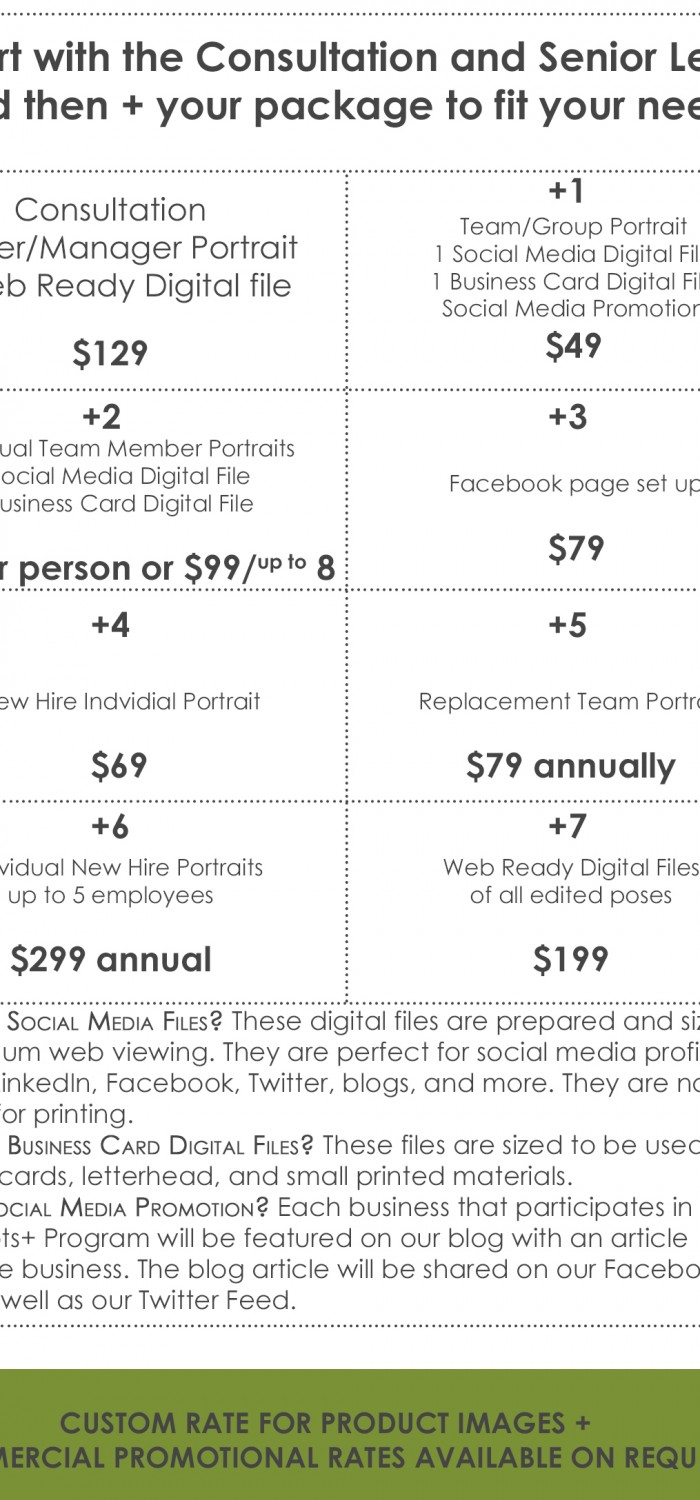 rt with the Consultation and Senior Le
d then + your package to fit your nee
Consultation
er/Manager Portrait
eb Ready Digital file
$129
+1
Team/Group Portrait
1 Social Media Digital Fil
1 Business Card Digital Fi
Social Media Promotion
$49
+2
ual Team Member Portraits
ocial Media Digital File
usiness Card Digital File
r person or $99/up to 8
+3
Facebook page set up
$79
+4
ew Hire Indvidial Portrait
$69
+5
Replacement Team Portra
$79 annually
+6
vidual New Hire Portraits
up to 5 employees
$299 annual
+7
Web Ready Digital Files
of all edited poses
$199
Social Media Files? These digital files are prepared and siz
um web viewing. They are perfect for social media profi
inkedIn, Facebook, Twitter, blogs, and more. They are no
for printing.
Business Card Digital Files? These files are sized to be used
cards, letterhead, and small printed materials.
ocial Media Promotion? Each business that participates in
ts+ Program will be featured on our blog with an article
e business. The blog article will be shared on our Facebo
well as our Twitter Feed.
CUSTOM RATE FOR PRODUCT IMAGES +
MERCIAL PROMOTIONAL RATES AVAILABLE ON REQU